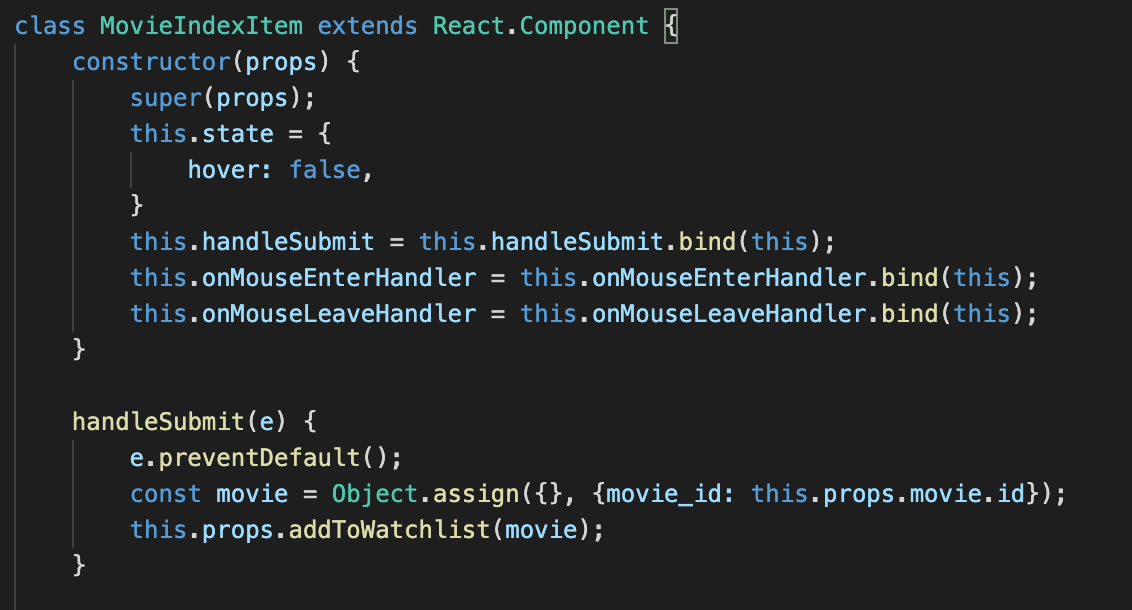 class MovieIndexItem extends React.Component {
    constructor(props) {
        super(props);
        this.state = {
            hover: false,
        }
        this.handleSubmit = this.handleSubmit.bind(this);
        this.onMouseEnterHandler = this.onMouseEnterHandler.bind(this);
        this.onMouseLeaveHandler = this.onMouseLeaveHandler.bind(this);
    }

    handleSubmit(e) {
        e.preventDefault();
        const movie = Object.assign({}, {movie_id: this.props.movie.id});
        this.props.addToWatchlist(movie);
    }